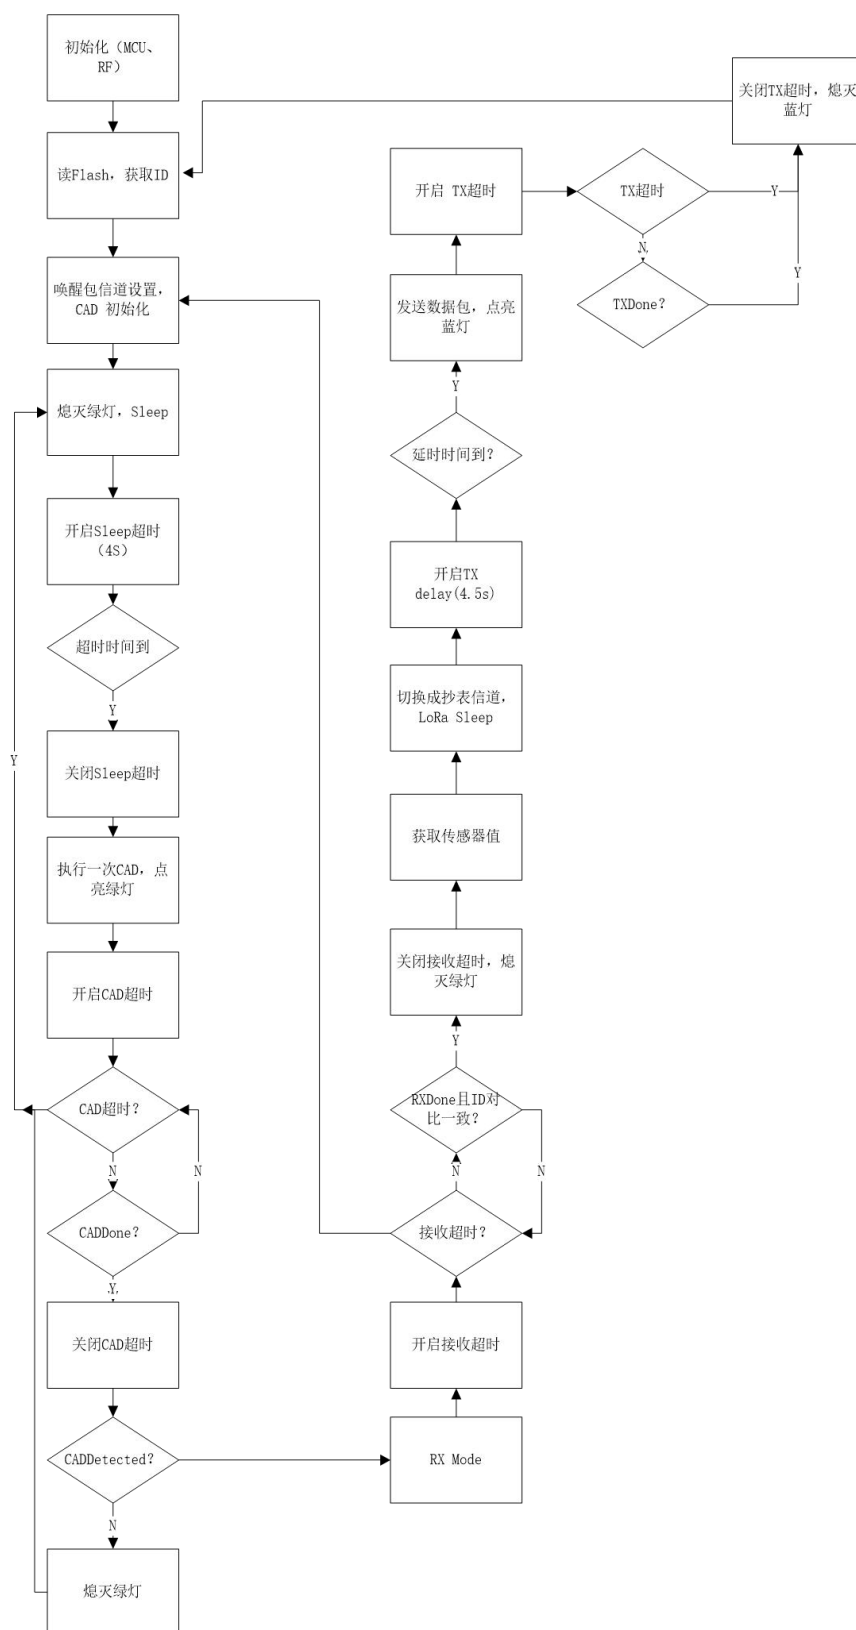 初始化（MCU、
RF）
读Flash，获取ID
唤醒包信道设置，
CAD 初始化
熄灭绿灯，Sleep
开启Sleep超时
（4S）
超时时间到
Y
关闭Sleep超时
Y
执行一次CAD，点
亮绿灯
开启CAD超时
CAD超时？
N
N
CADDone？
Y
关闭CAD超时
CADDetected？
N
熄灭绿灯
RX Mode
开启接收超时
接收超时？
N
N
RXDone且ID对
比一致？
Y
关闭接收超时，熄
灭绿灯
获取传感器值
切换成抄表信道，
LoRa Sleep
开启TX
delay(4.5s)
延时时间到？
Y
发送数据包，点亮
蓝灯
开启 TX超时
TX超时
Y
N
TXDone？
Y
关闭TX超时，熄灭
蓝灯